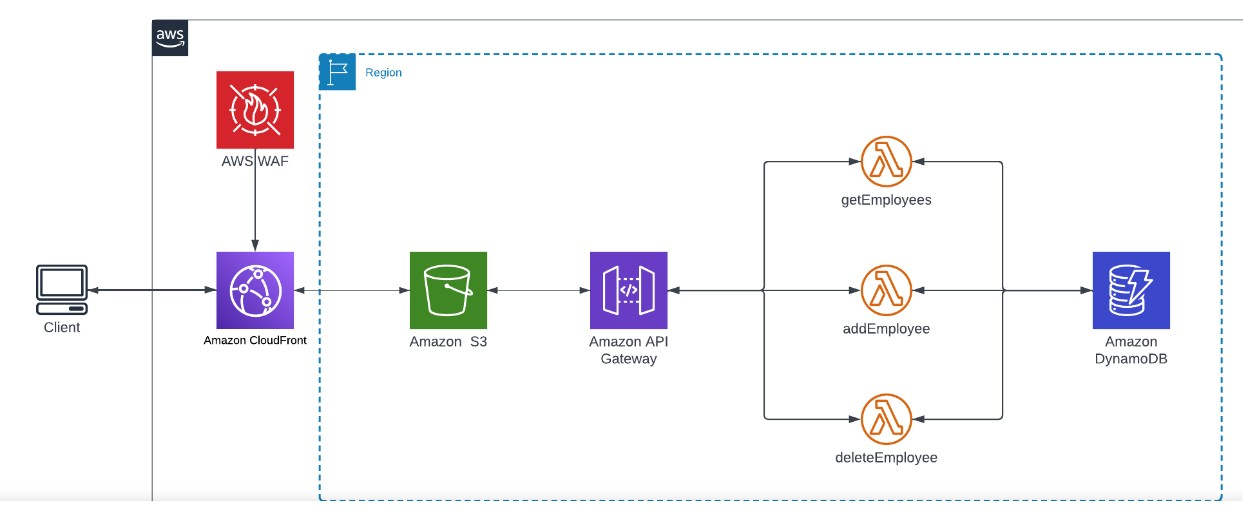 aws
Region
AWS WAF
getEmployees
Client
Amazon CloudFront
Amazon S3
</>
Amazon API
Gateway
addEmployee
Amazon
DynamoDB
deleteEmployee